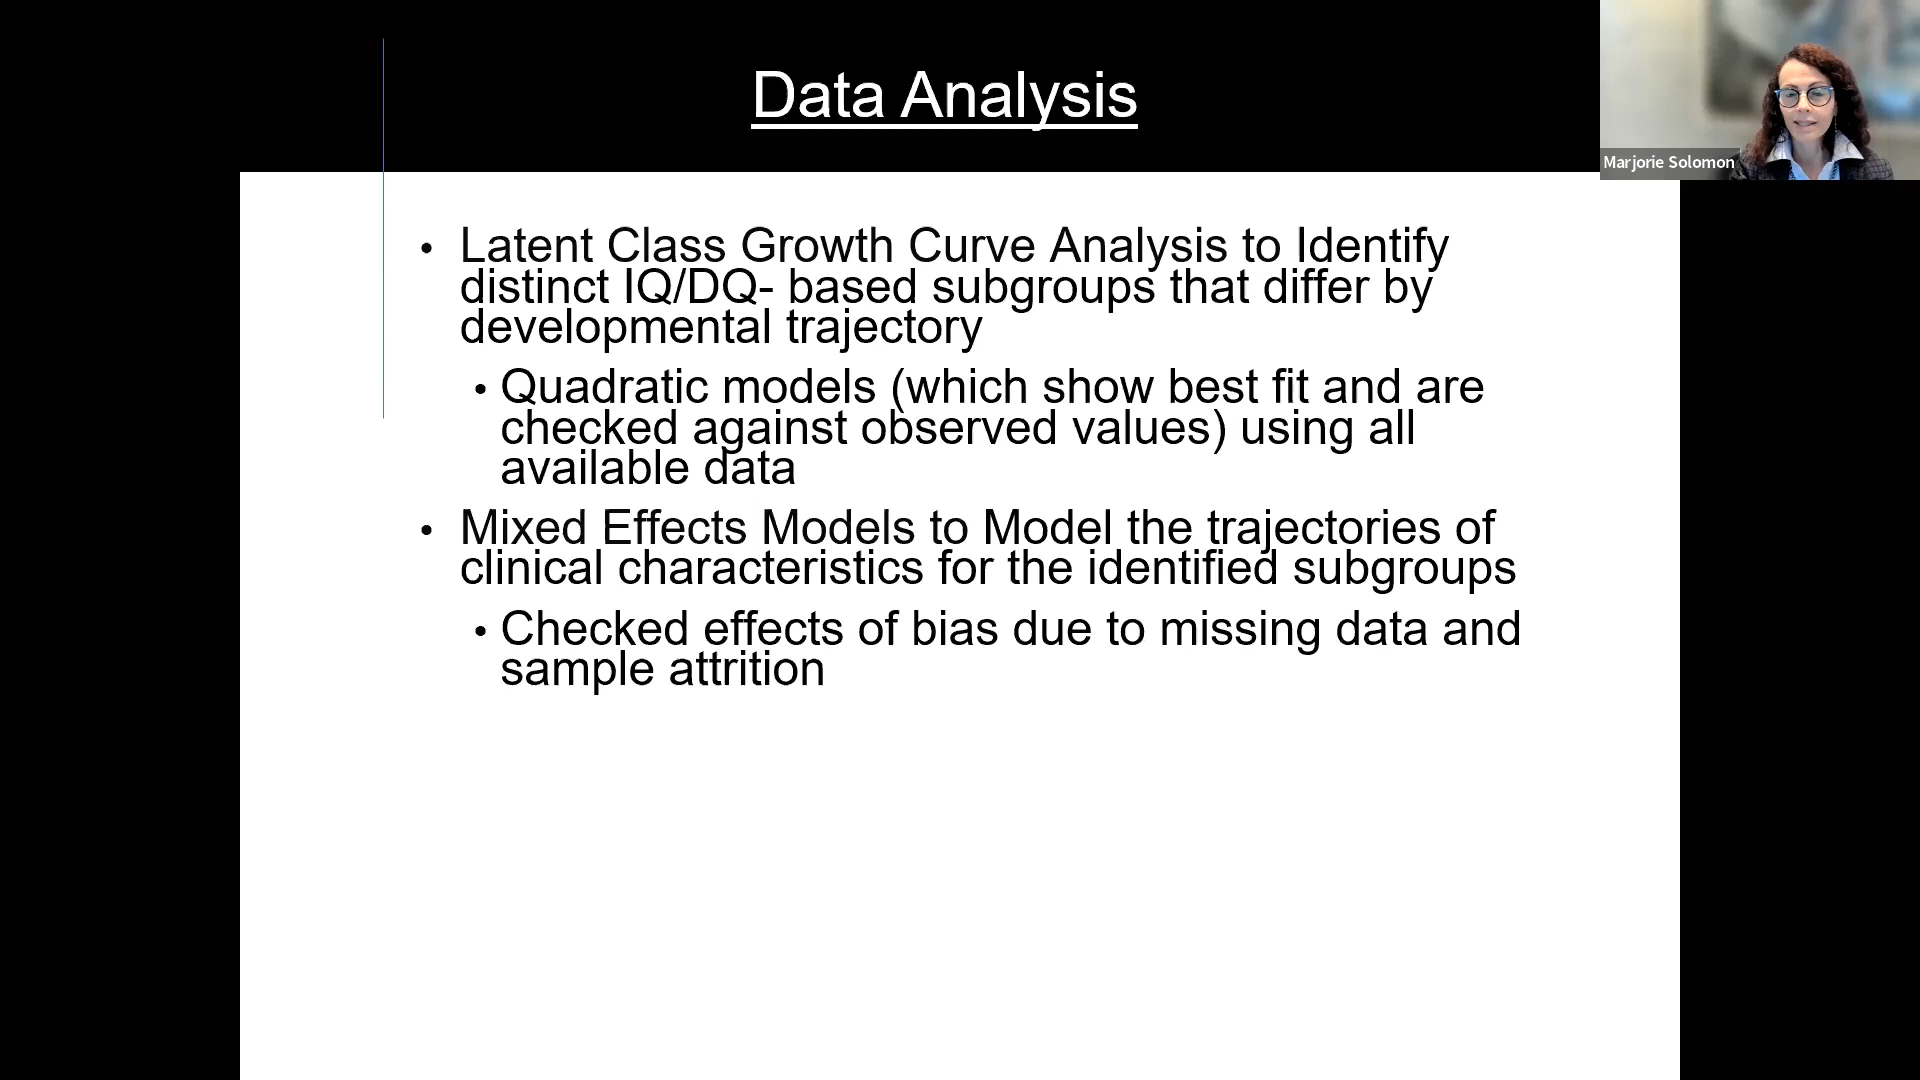 Data Analysis
Marjorie Solomon
• Latent Class Growth Curve Analysis to Identify
distinct IQ/DQ- based subgroups that differ by
developmental trajectory
• Quadratic models (which show best fit and are
checked against observed values) using all
available data
• Mixed Effects Models to Model the trajectories of
clinical characteristics for the identified subgroups
• Checked effects of bias due to missing data and
sample attrition